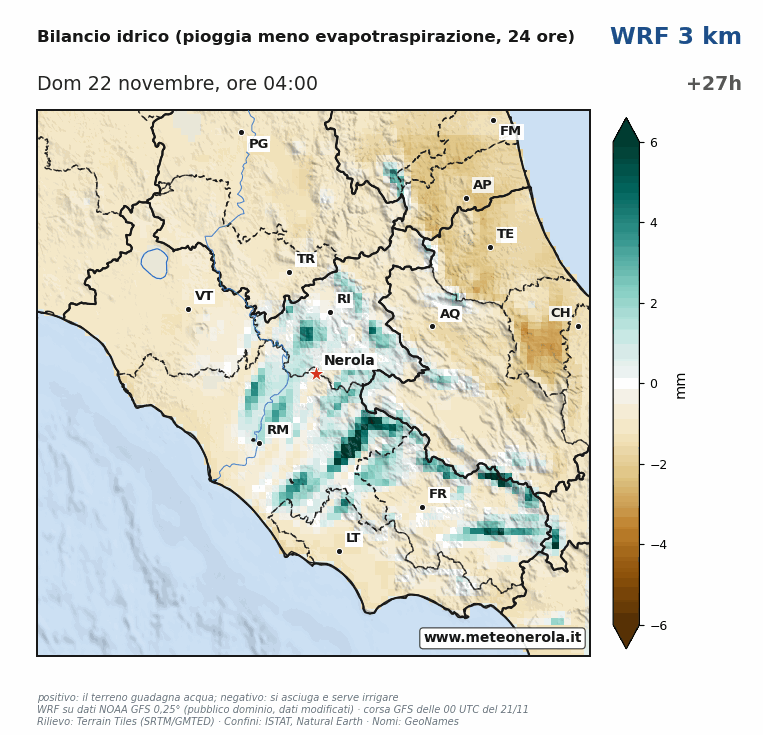 Bilancio idrico (pioggia meno evapotraspirazione, 24 ore)
WRF 3 km
Dom 22 novembre, ore 04:00
+27h
FM
PG
AP
TE
TR
VT
RI
AQ
CH
Nerola
RM
FR
LT
6
4
2
0
−2
−4
−6
mm
www.meteonerola.it
positivo: il terreno guadagna acqua; negativo: si asciuga e serve irrigare
WRF su dati NOAA GFS 0,25° (pubblico dominio, dati modificati) · corsa GFS delle 00 UTC del 21/11
Rilievo: Terrain Tiles (SRTM/GMTED) · Confini: ISTAT, Natural Earth · Nomi: GeoNames